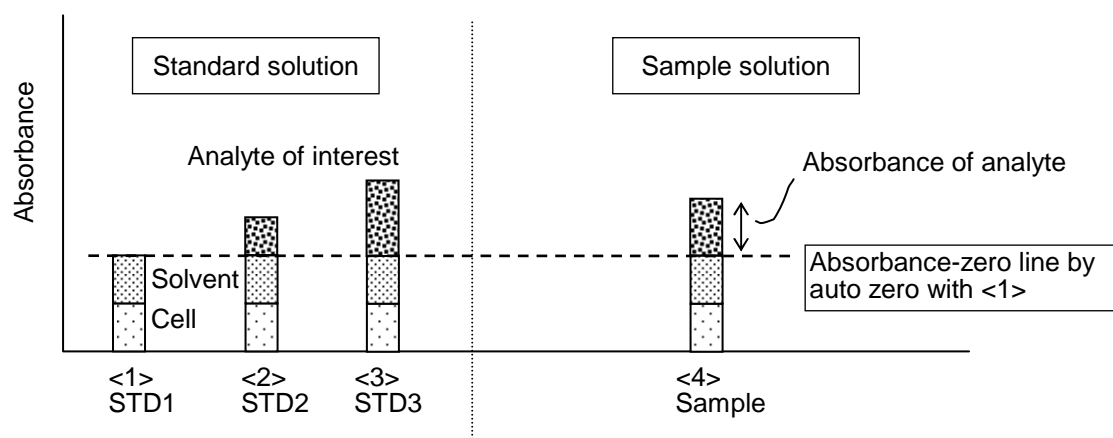 Standard solution
Sample solution
Absorbance
Analyte of interest
Absorbance of analyte
Solvent
Cell
Absorbance-zero line by
auto zero with <1>
<1>
STD1
<2>
STD2
<3>
STD3
<4>
Sample